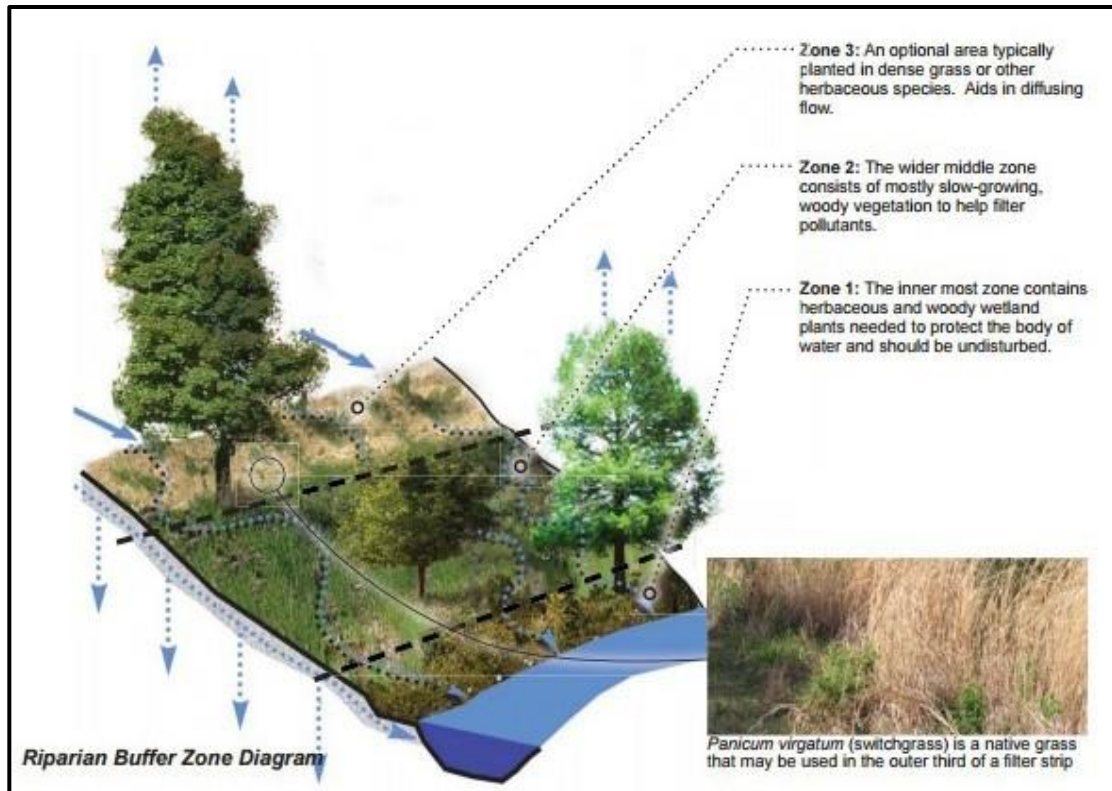 Zone 3: An optional area typically
planted in dense grass or other
herbaceous species.  Aids in diffusing
flow.
Zone 2: The wider middle zone
consists of mostly slow-growing,
woody vegetation to help filter
pollutants.
Zone 1: The inner most zone contains
herbaceous and woody wetland
plants needed to protect the body of
water and should be undisturbed.
Riparian Buffer Zone Diagram
Panicum virgatum (switchgrass) is a native grass
that may be used in the outer third of a filter strip